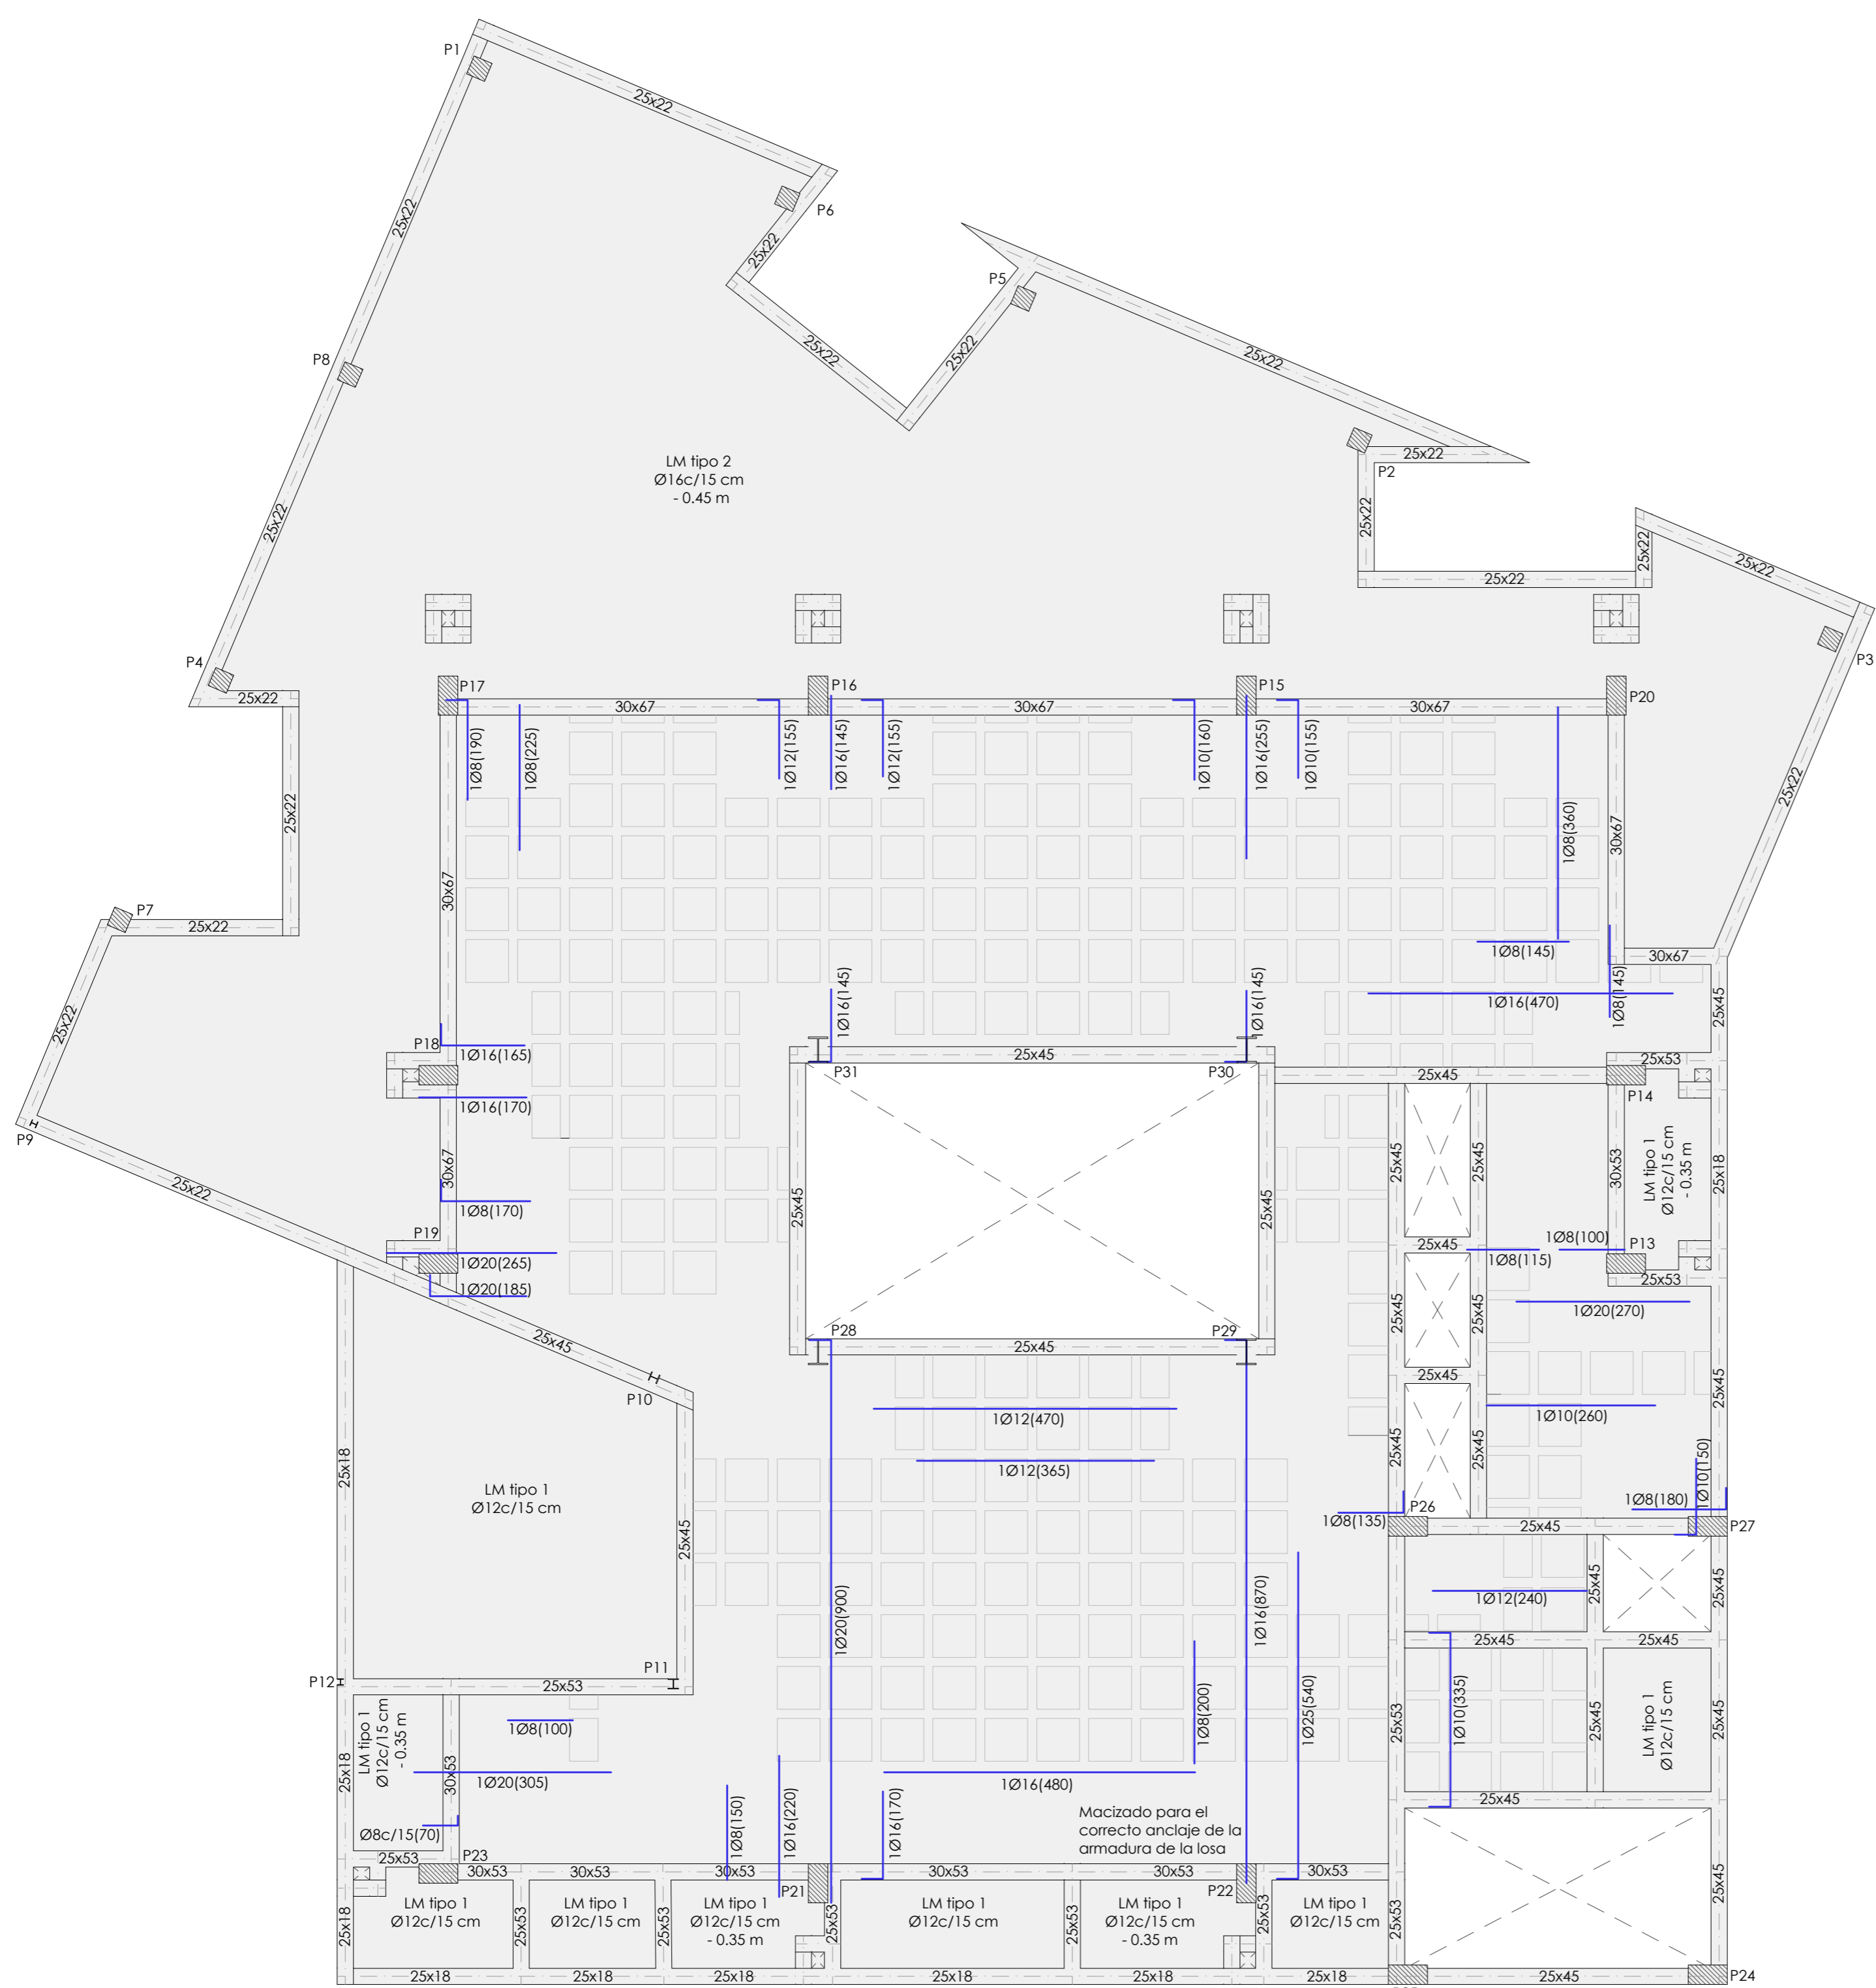 P1
25x22
25x22
P6
25x22
P5
25x22
25x22
25x22
P8
P2
25x22
25x22
25x22
25x22
25x22
25x22
LM tipo 2
Ø16c/15 cm
- 0.45 m
P4
25x22
P3
25x22
P17
P16
P15
P20
30x67
30x67
30x67
1Ø8(190)
1Ø8(225)
1Ø12(155)
1Ø16(145)
1Ø12(155)
1Ø10(160)
1Ø16(255)
1Ø10(155)
1Ø8(360)
30x67
25x22
30x67
P7
25x22
1Ø8(145)
30x67
1Ø16(470)
1Ø8(145)
25x45
25x22
1Ø16(145)
1Ø16(145)
P18
1Ø16(165)
25x45
P31
P30
25x45
25x53
P14
1Ø16(170)
P9
25x22
30x67
1Ø8(170)
25x45
25x45
25x45
25x45
30x53
LM tipo 1
Ø12c/15 cm
- 0.35 m
25x18
P19
1Ø20(265)
1Ø20(185)
25x45
1Ø8(115)
1Ø8(100)
P13
25x53
25x45
25x45
1Ø20(270)
P28
P29
25x45
25x45
25x45
P10
25x45
1Ø12(470)
1Ø10(260)
25x45
25x45
25x45
1Ø12(365)
25x18
LM tipo 1
Ø12c/15 cm
25x45
1Ø10(150)
1Ø8(180)
1Ø8(135)
P26
25x45
P27
1Ø20(900)
1Ø16(870)
1Ø25(540)
1Ø12(240)
25x45
25x45
25x45
25x45
P12
P11
25x53
LM tipo 1
Ø12c/15 cm
- 0.35 m
1Ø8(100)
1Ø8(200)
25x53
1Ø10(335)
25x45
LM tipo 1
Ø12c/15 cm
25x45
25x18
30x53
1Ø20(305)
1Ø16(480)
1Ø8(150)
1Ø16(220)
1Ø16(170)
25x45
Macizado para el
correcto anclaje de la
armadura de la losa
Ø8c/15(70)
25x53
P23
30x53
30x53
30x53
30x53
30x53
30x53
P21
P22
LM tipo 1
Ø12c/15 cm
LM tipo 1
Ø12c/15 cm
LM tipo 1
Ø12c/15 cm
- 0.35 m
LM tipo 1
Ø12c/15 cm
LM tipo 1
Ø12c/15 cm
- 0.35 m
LM tipo 1
Ø12c/15 cm
25x18
25x53
25x53
25x53
25x53
25x53
25x53
25x45
25x18
25x18
25x18
25x18
25x18
25x18
25x45
P24